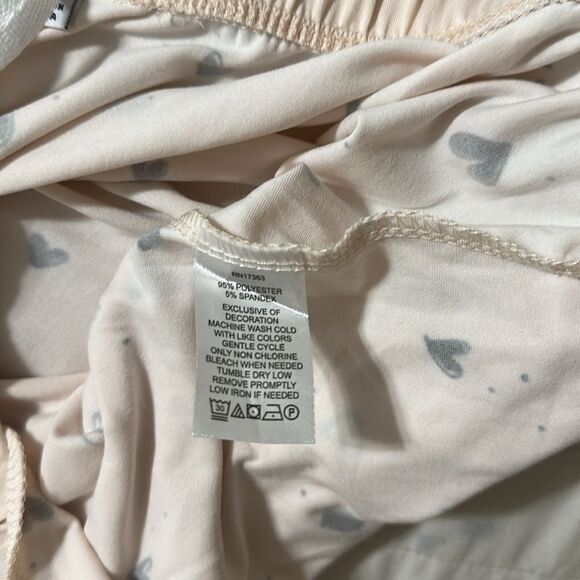 N
A
RN17363
95% POLYESTER
5% SPANDEX
EXCLUSIVE OF
DECORATION
MACHINE WASH COLD
WITH LIKE COLORS
GENTLE CYCLE
ONLY NON CHLORINE
BLEACH WHEN NEEDED
TUMBLE DRY LOW
REMOVE PROMPTLY
LOW IRON IF NEEDED
30 P